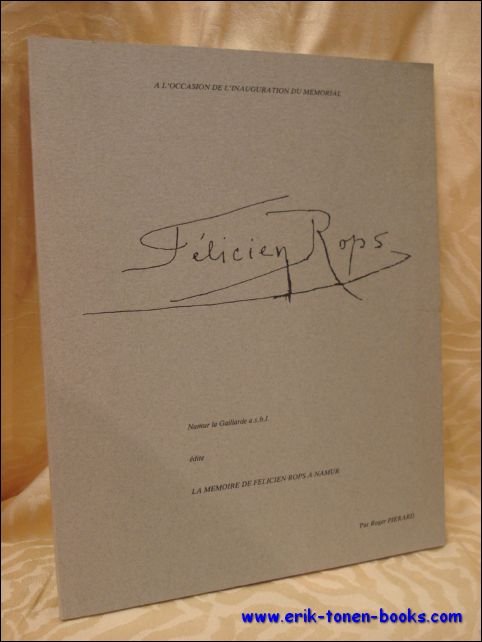 A L'OCCASION DE L'INAUGURATION DU MEMORIAL
Félicien Rops
Namur la Gaillarde a.s.b.l.
édite
LA MEMOIRE DE FELICIEN ROPS A NAMUR
Par Roger PIERARD
www.erik-tonen-books.com